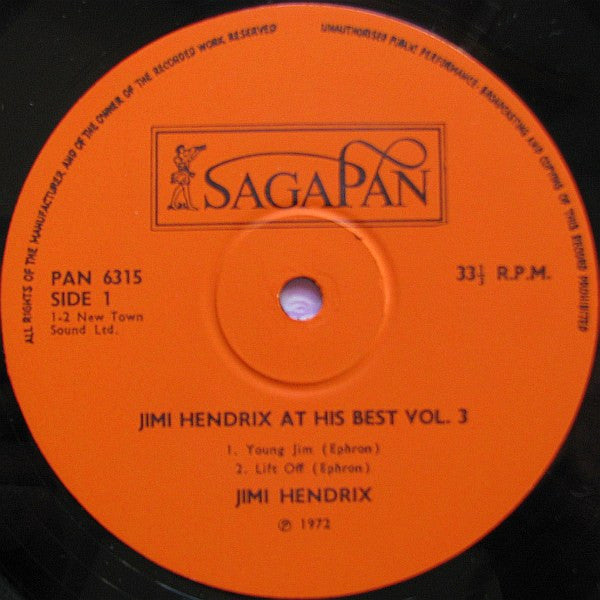 ALL RIGHTS OF THE MANUFACTURER AND OF THE OWNER OF THE RECORDED WORK RESERVED
UNAUTHORISED PUBLIC PERFORMANCE, BROADCASTING AND COPYING OF THIS RECORD PROHIBITED
SAGAPAN
PAN 6315
SIDE 1
1-2 New Town
Sound Ltd.
33⅓ R.P.M.
JIMI HENDRIX AT HIS BEST VOL. 3
1. Young Jim (Ephron)
2. Lift Off (Ephron)
JIMI HENDRIX
℗ 1972